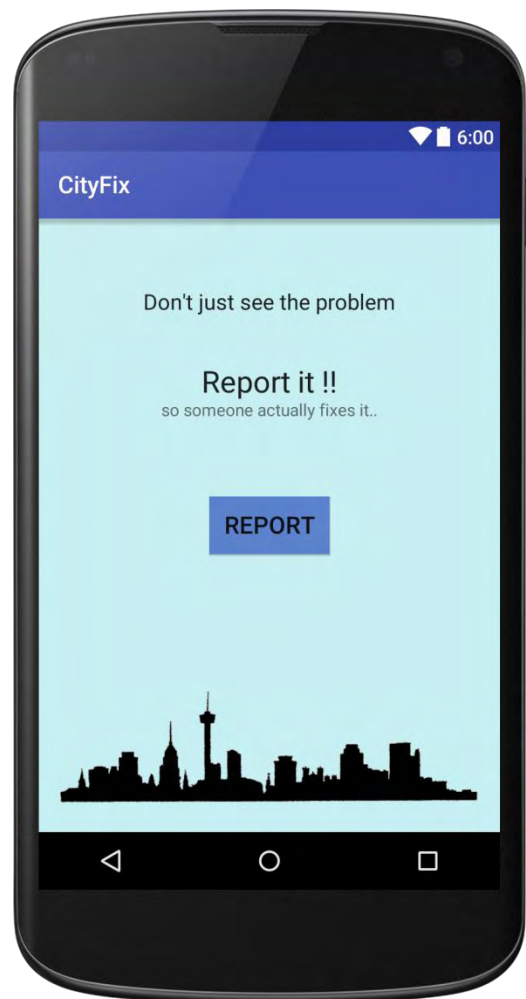 6:00
CityFix
Don't just see the problem
Report it !!
so someone actually fixes it..
REPORT